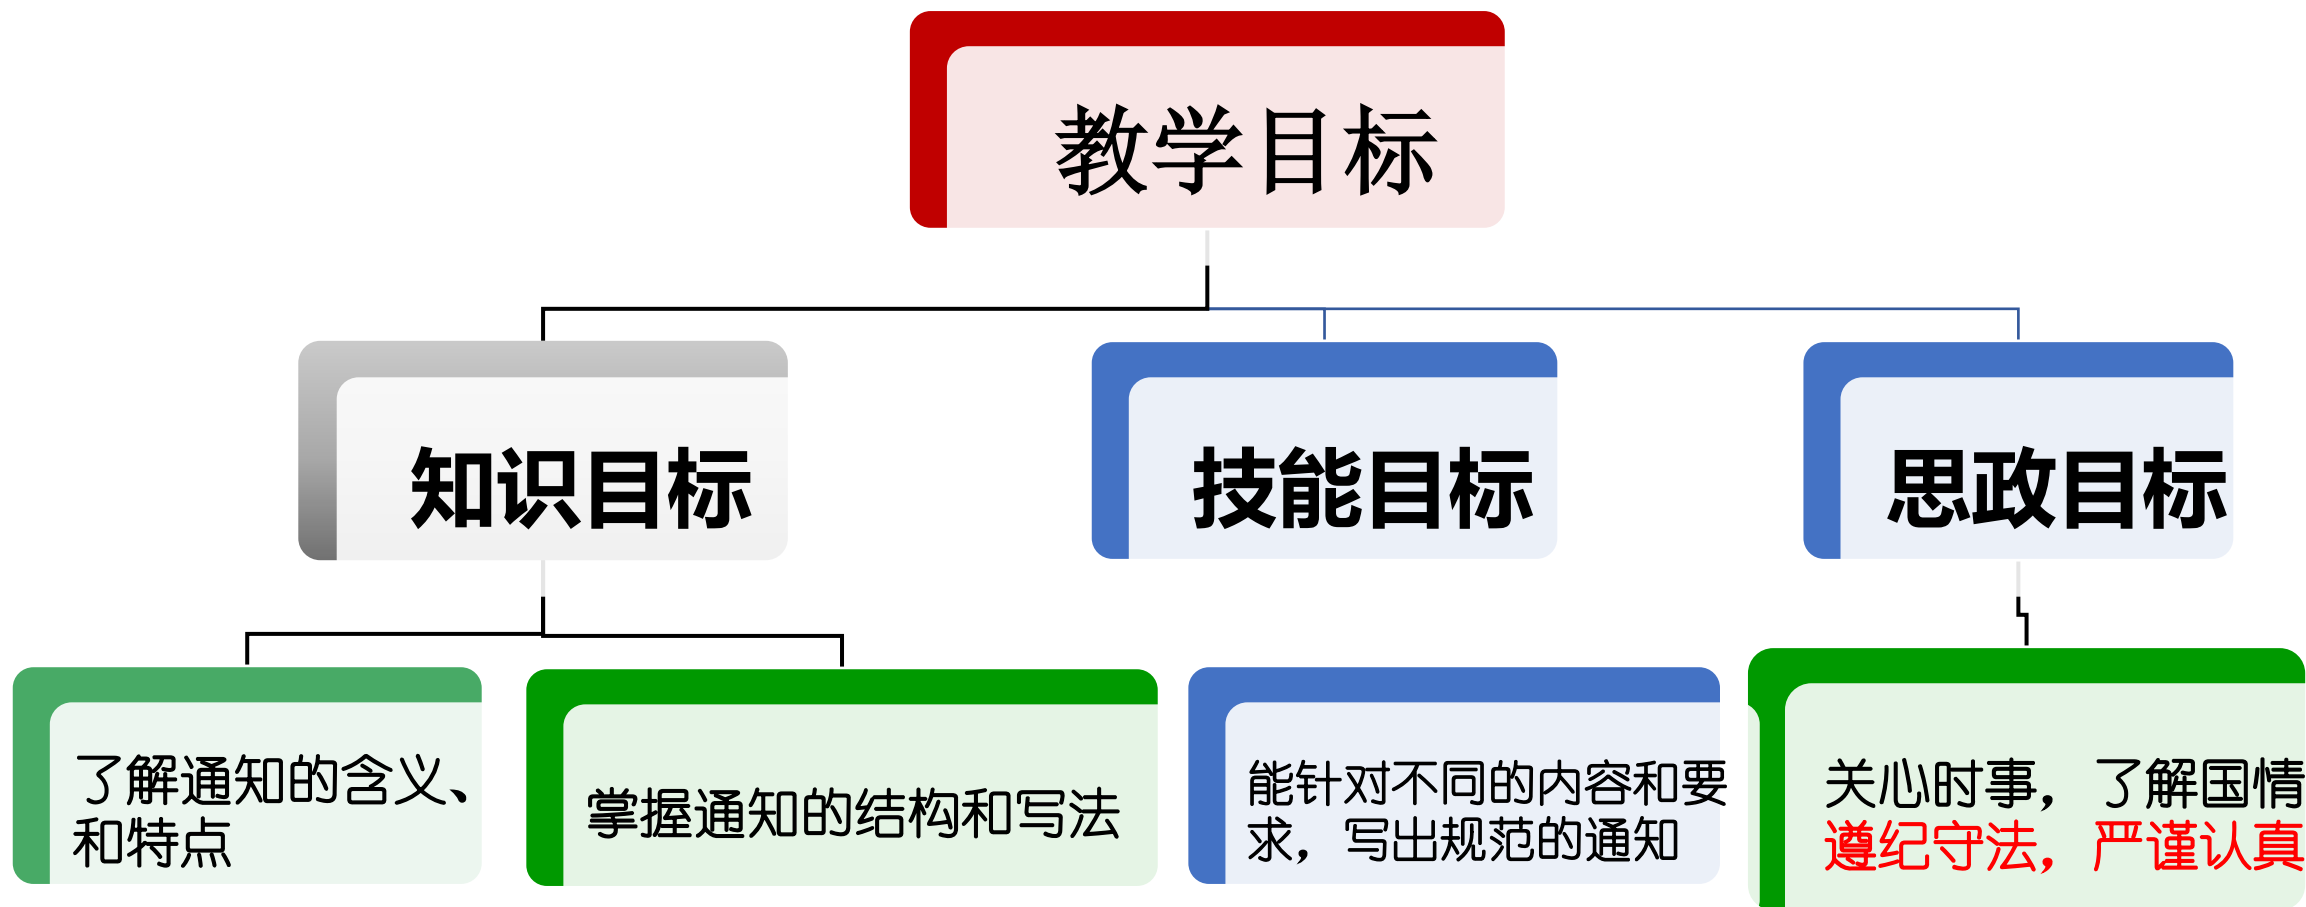 教学目标
知识目标
技能目标
思政目标
了解通知的含义、
和特点
掌握通知的结构和写法
能针对不同的内容和要
求，写出规范的通知
关心时事，了解国情
遵纪守法，严谨认真